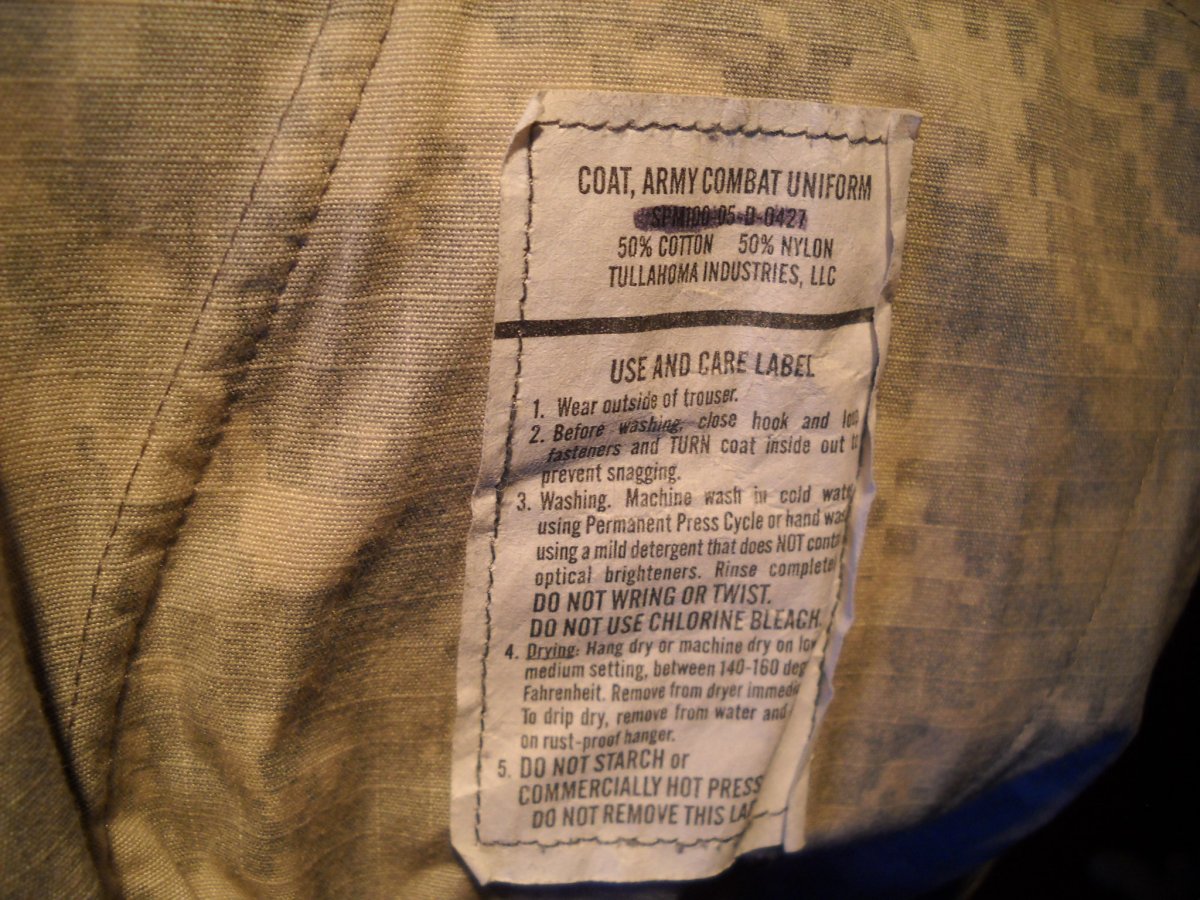 COAT, ARMY COMBAT UNIFORM
SPM100-05-D-0427
50% COTTON 50% NYLON
TULLAHOMA INDUSTRIES, LLC
USE AND CARE LABEL
1. Wear outside of trouser.
2. Before washing, close hook and
fasteners and TURN coat inside out
prevent snagging.
3. Washing. Machine wash in cold
using Permanent Press Cycle or hand
using a mild detergent that does NOT
optical brighteners. Rinse
DO NOT WRING OR TWIST.
DO NOT USE CHLORINE BLEACH.
4. Drying: Hang dry or machine dry on
medium setting, between 140-160
Fahrenheit. Remove from dryer
To drip dry, remove from water and
on rust-proof hanger.
5. DO NOT STARCH or
COMMERCIALLY HOT PRESS
DO NOT REMOVE THIS